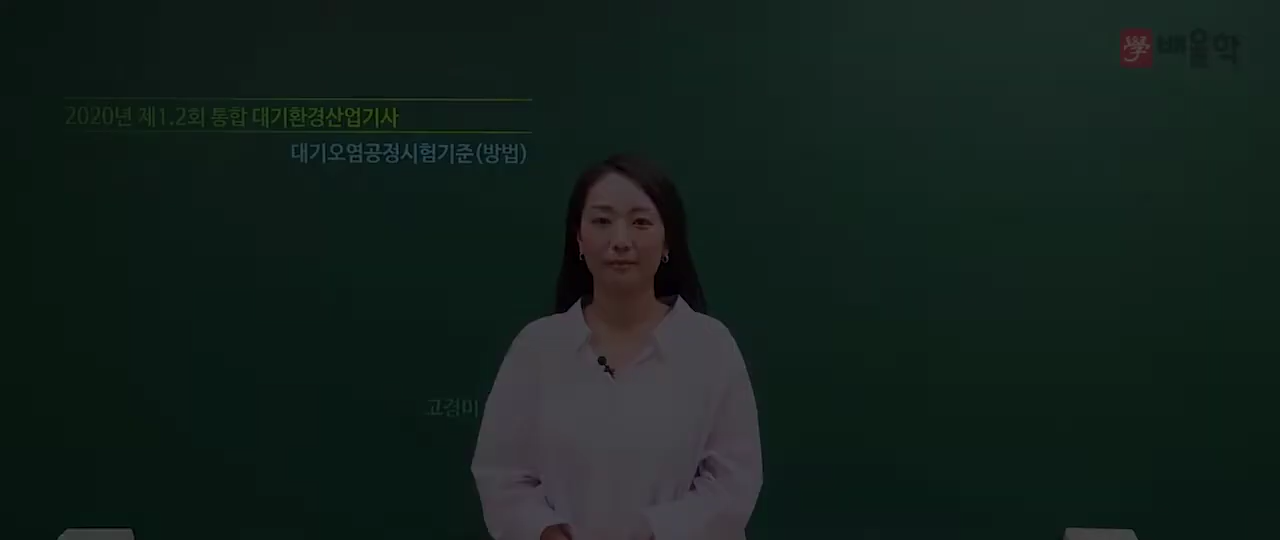 學 배울학
2020년 제1.2회 통합 대기환경산업기사
대기오염공정시험기준(방법)
고경미